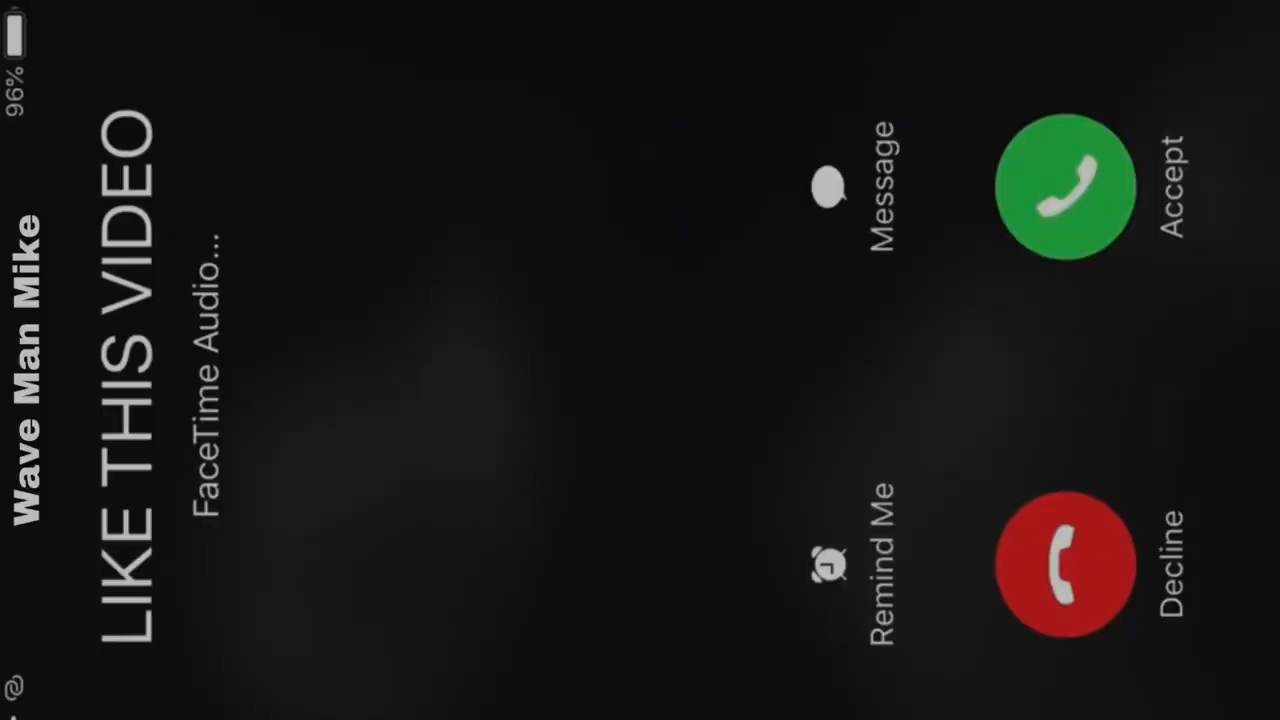 96%
Wave Man Mike
LIKE THIS VIDEO
FaceTime Audio...
Remind Me
Message
Decline
Accept